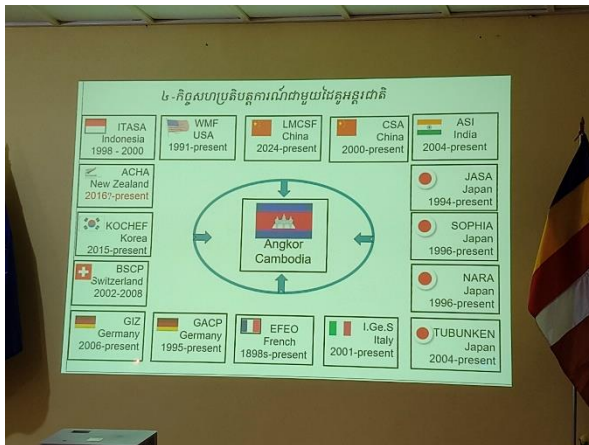 ៤-កិច្ចសហប្រតិបត្តការណ៍ជាមួយដៃគូអន្តរជាតិ
ITASA
Indonesia
1998 - 2000
WMF
USA
1991-present
LMCSF
China
2024-present
CSA
China
2000-present
ASI
India
2004-present
ACHA
New Zealand
2016?-present
JASA
Japan
1994-present
KOCHEF
Korea
2015-present
Angkor
Cambodia
SOPHIA
Japan
1996-present
BSCP
Switzerland
2002-2008
NARA
Japan
1996-present
GIZ
Germany
2006-present
GACP
Germany
1995-present
EFEO
French
1898s-present
I.Ge.S
Italy
2001-present
TUBUNKEN
Japan
2004-present